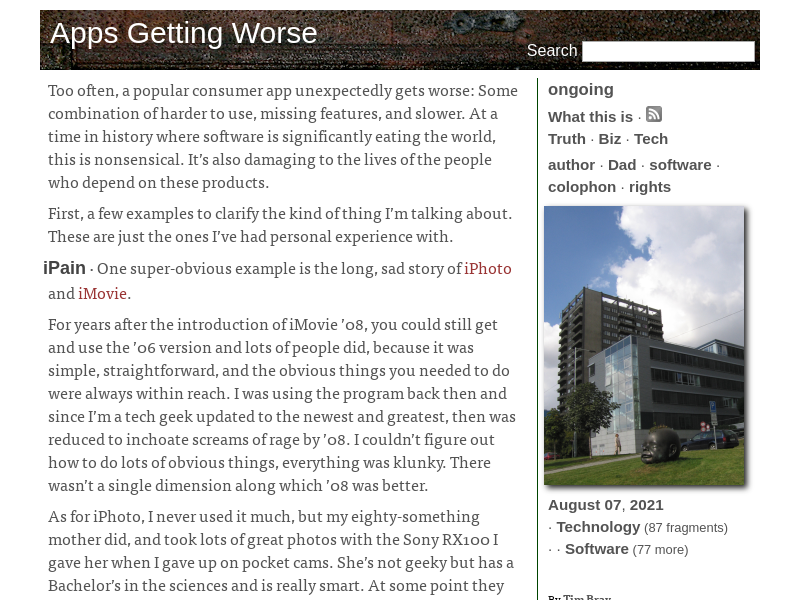 Apps Getting Worse
Search
Too often, a popular consumer app unexpectedly gets worse: Some
combination of harder to use, missing features, and slower. At a
time in history where software is significantly eating the world,
this is nonsensical. It’s also damaging to the lives of the people
who depend on these products.
First, a few examples to clarify the kind of thing I’m talking about.
These are just the ones I’ve had personal experience with.
iPain · One super-obvious example is the long, sad story of iPhoto
and iMovie.
For years after the introduction of iMovie ’08, you could still get
and use the ’06 version and lots of people did, because it was
simple, straightforward, and the obvious things you needed to do
were always within reach. I was using the program back then and
since I’m a tech geek updated to the newest and greatest, then was
reduced to inchoate screams of rage by ’08. I couldn’t figure out
how to do lots of obvious things, everything was klunky. There
wasn’t a single dimension along which ’08 was better.
As for iPhoto, I never used it much, but my eighty-something
mother did, and took lots of great photos with the Sony RX100 I
gave her when I gave up on pocket cams. She’s not geeky but has a
Bachelor’s in the sciences and is really smart. At some point they
ongoing
What this is ·
Truth · Biz · Tech
author · Dad · software ·
colophon · rights
August 07, 2021
· Technology (87 fragments)
· · Software (77 more)
By Tim Bray